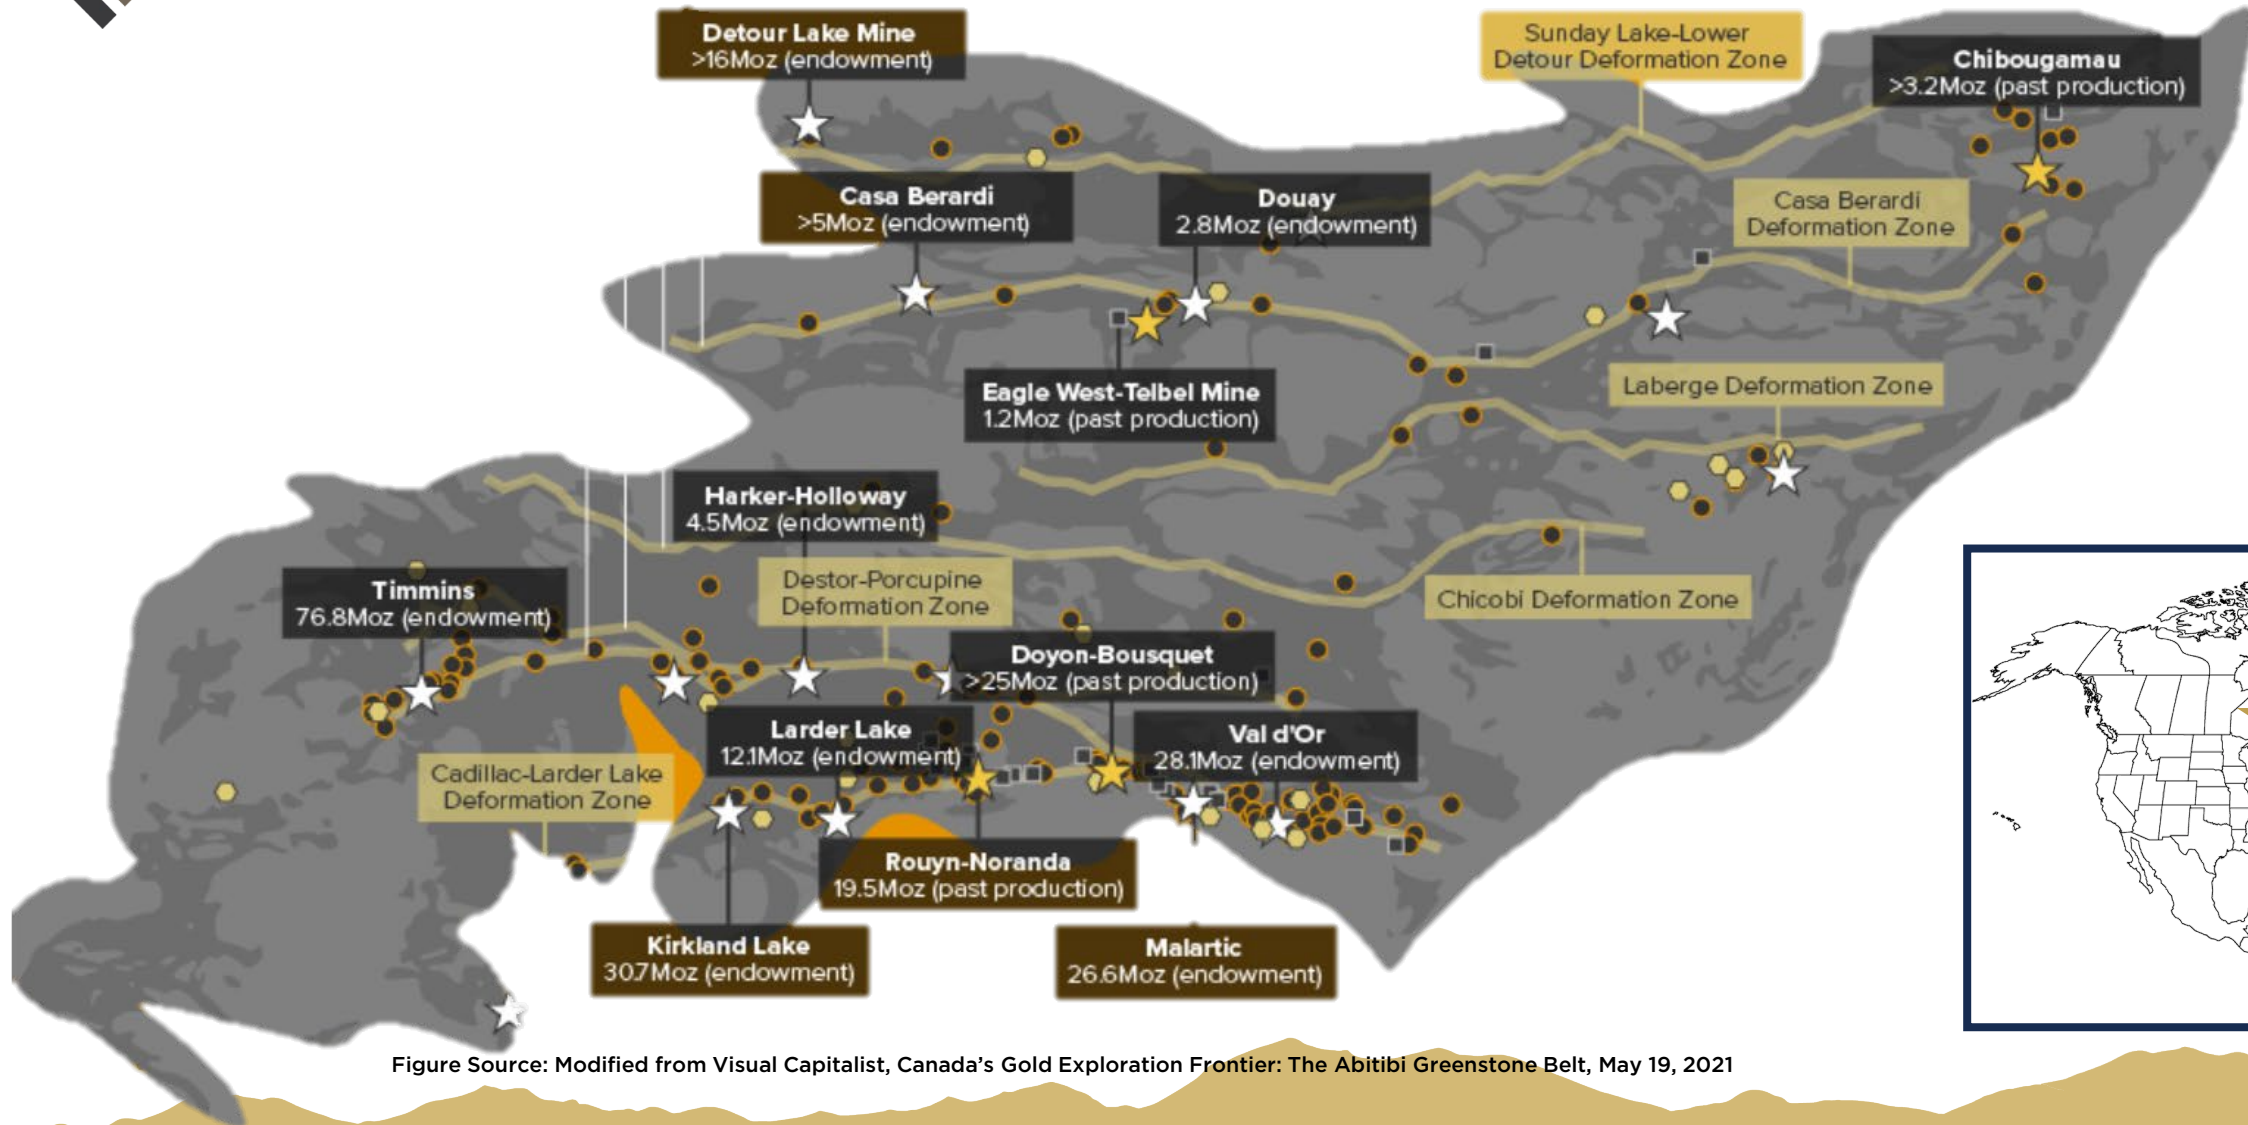 Detour Lake Mine
>16Moz (endowment)
Sunday Lake-Lower
Detour Deformation Zone
Chibougamau
>3.2Moz (past production)
Casa Berardi
>5Moz (endowment)
Douay
2.8Moz (endowment)
Casa Berardi
Deformation Zone
Eagle West-Telbel Mine
1.2Moz (past production)
Laberge Deformation Zone
Harker-Holloway
4.5Moz (endowment)
Timmins
76.8Moz (endowment)
Destor-Porcupine
Deformation Zone
Chicobi Deformation Zone
Doyon-Bousquet
>25Moz (past production)
Larder Lake
12.1Moz (endowment)
Val d'Or
28.1Moz (endowment)
Cadillac-Larder Lake
Deformation Zone
Rouyn-Noranda
19.5Moz (past production)
Kirkland Lake
30.7Moz (endowment)
Malartic
26.6Moz (endowment)
Figure Source: Modified from Visual Capitalist, Canada’s Gold Exploration Frontier: The Abitibi Greenstone Belt, May 19, 2021